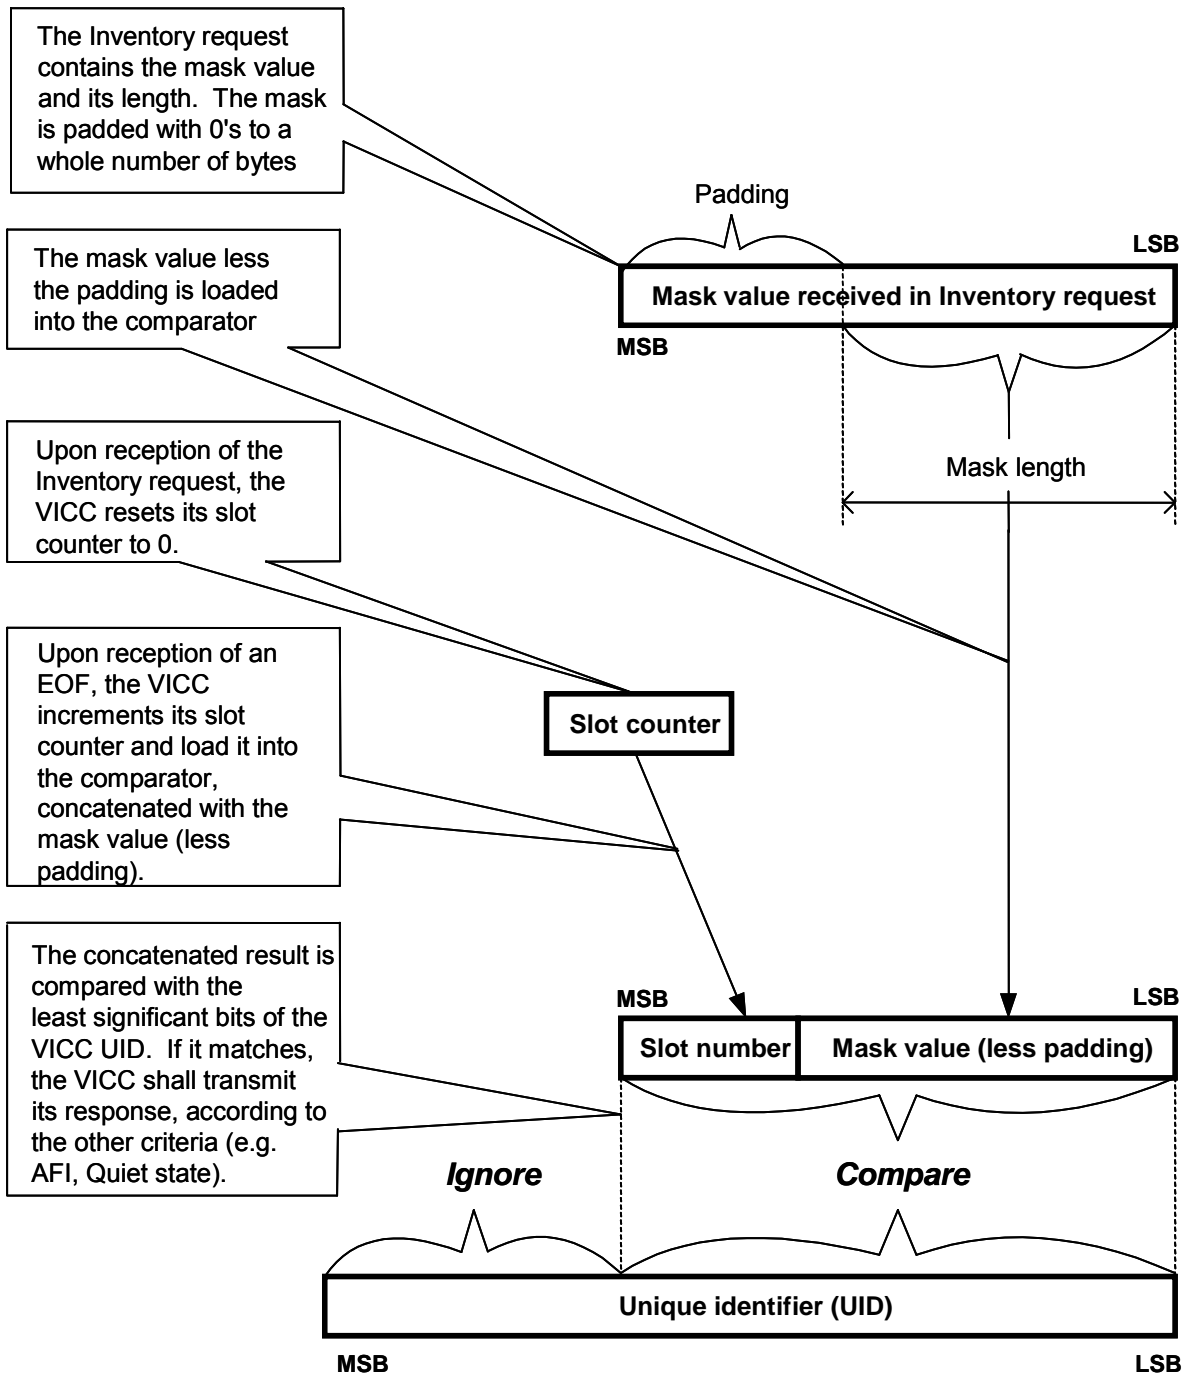 The Inventory request
contains the mask value
and its length.  The mask
is padded with 0's to a
whole number of bytes
Padding
LSB
Mask value received in Inventory request
MSB
The mask value less
the padding is loaded
into the comparator
Mask length
Upon reception of the
Inventory request, the
VICC resets its slot
counter to 0.
Upon reception of an
EOF, the VICC
increments its slot
counter and load it into
the comparator,
concatenated with the
mask value (less
padding).
Slot counter
The concatenated result is
compared with the
least significant bits of the
VICC UID.  If it matches,
the VICC shall transmit
its response, according to
the other criteria (e.g.
AFI, Quiet state).
MSB
LSB
Slot number
Mask value (less padding)
Ignore
Compare
Unique identifier (UID)
MSB
LSB